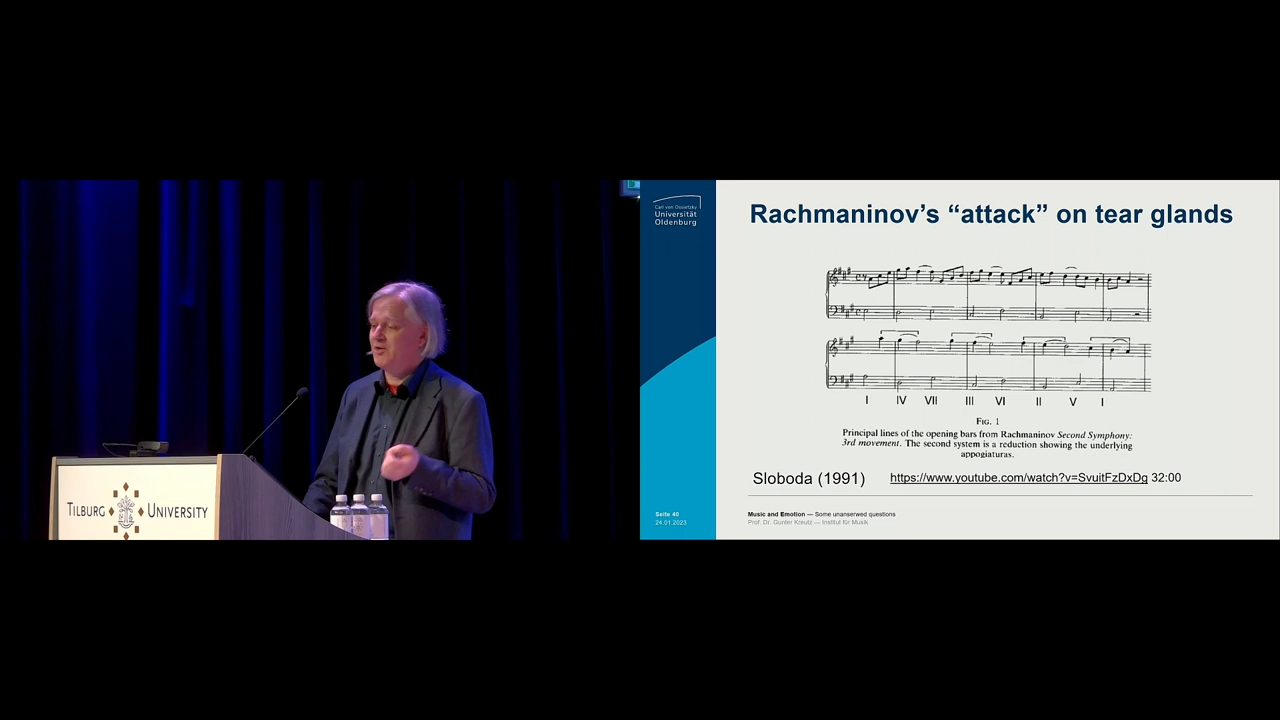 TILBURG UNIVERSITY
Carl von Ossietzky
Universität
Oldenburg
Rachmaninov's “attack” on tear glands
I IV VII III VI II V I
FIG. 1
Principal lines of the opening bars from Rachmaninov Second Symphony:
3rd movement. The second system is a reduction showing the underlying
appogiaturas.
Sloboda (1991) https://www.youtube.com/watch?v=SvuitFzDxDg 32:00
Seite 40
24.01.2023
Music and Emotion — Some unanserwed questions
Prof. Dr. Gunter Kreutz — Institut für Musik